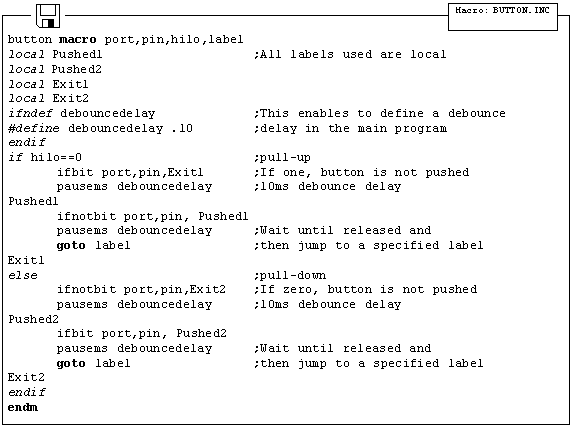 Macro: BUTTON.INC
button macro port,pin,hilo,label
local Pushed1 ;All labels used are local
local Pushed2
local Exit1
local Exit2
ifndef debouncedelay ;This enables to define a debounce
#define debouncedelay .10 ;delay in the main program
endif
if hilo==0 ;pull-up
ifbit port,pin,Exit1 ;If one, button is not pushed
pausems debouncedelay ;10ms debounce delay
Pushed1
ifnotbit port,pin, Pushed1
pausems debouncedelay ;Wait until released and
goto label ;then jump to a specified label
Exit1
else ;pull-down
ifnotbit port,pin,Exit2 ;If zero, button is not pushed
pausems debouncedelay ;10ms debounce delay
Pushed2
ifbit port,pin, Pushed2
pausems debouncedelay ;Wait until released and
goto label ;then jump to a specified label
Exit2
endif
endm